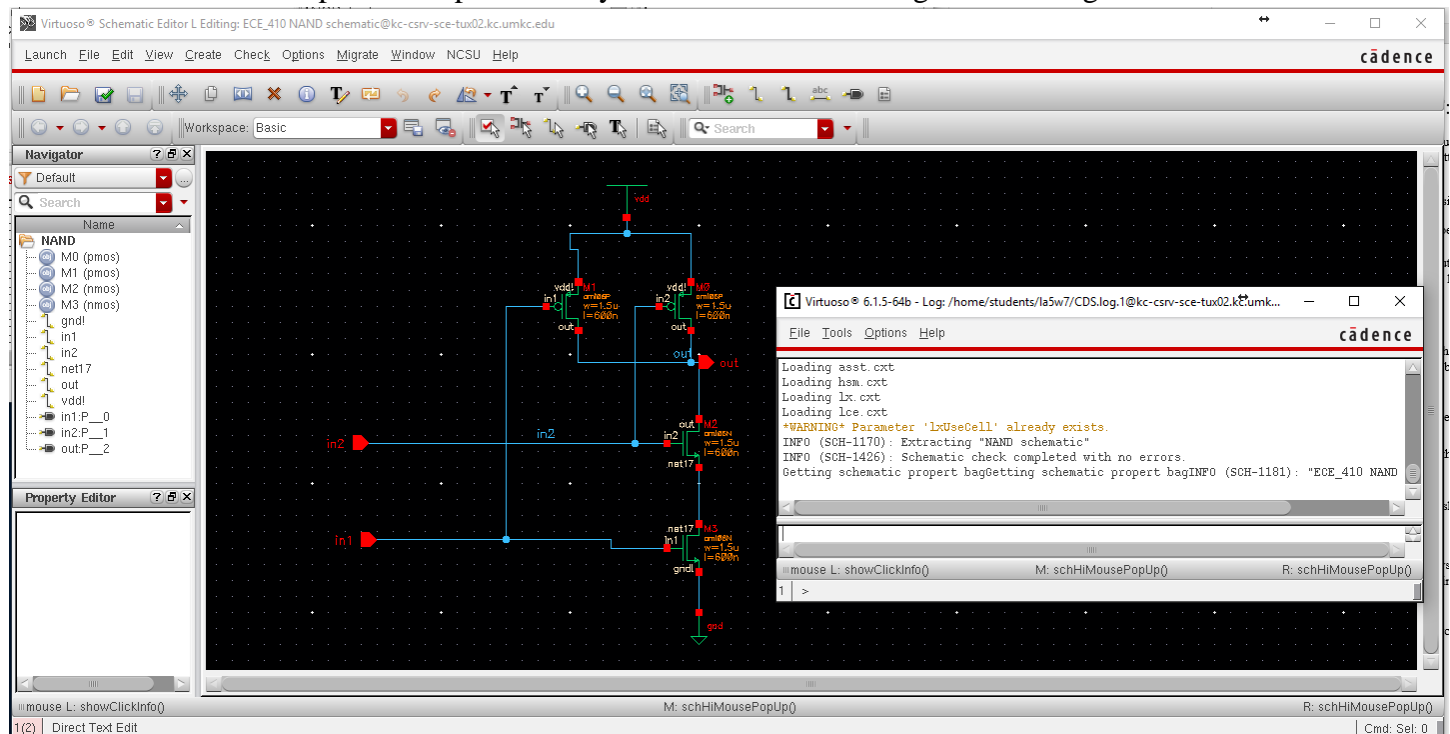 Virtuoso® Schematic Editor L Editing: ECE_410 NAND schematic@kc-csrv-sce-tux02.kc.umkc.edu
Launch File Edit View Create Check Options Migrate Window NCSU Help
cādence
abc
Workspace: Basic
Search
Navigator
Default
Search
Name
NAND
M0 (pmos)
M1 (pmos)
M2 (nmos)
M3 (nmos)
gnd!
in1
in2
net17
out
vdd!
in1:P__0
in2:P__1
out:P__2
Property Editor
vdd
vdd! M1
in1 ami06P
w=1.5u
l=600n
out
vdd! M0
in2 ami06P
w=1.5u
l=600n
out
out
out
out M2
in2 ami06N
w=1.5u
l=600n
net17
in2
in2
net17 M3
in1 ami06N
w=1.5u
l=600n
gnd!
in1
gnd
Virtuoso® 6.1.5-64b - Log: /home/students/la5w7/CDS.log.1@kc-csrv-sce-tux02.kc.umk...
File Tools Options Help
cādence
Loading asst.cxt
Loading hsm.cxt
Loading lx.cxt
Loading lce.cxt
*WARNING* Parameter 'lxUseCell' already exists.
INFO (SCH-1170): Extracting "NAND schematic"
INFO (SCH-1426): Schematic check completed with no errors.
Getting schematic propert bagGetting schematic propert bagINFO (SCH-1181): "ECE_410 NAND
mouse L: showClickInfo() M: schHiMousePopUp() R: schHiMousePopUp()
1 >
mouse L: showClickInfo() M: schHiMousePopUp() R: schHiMousePopUp()
1(2) Direct Text Edit Cmd: Sel: 0